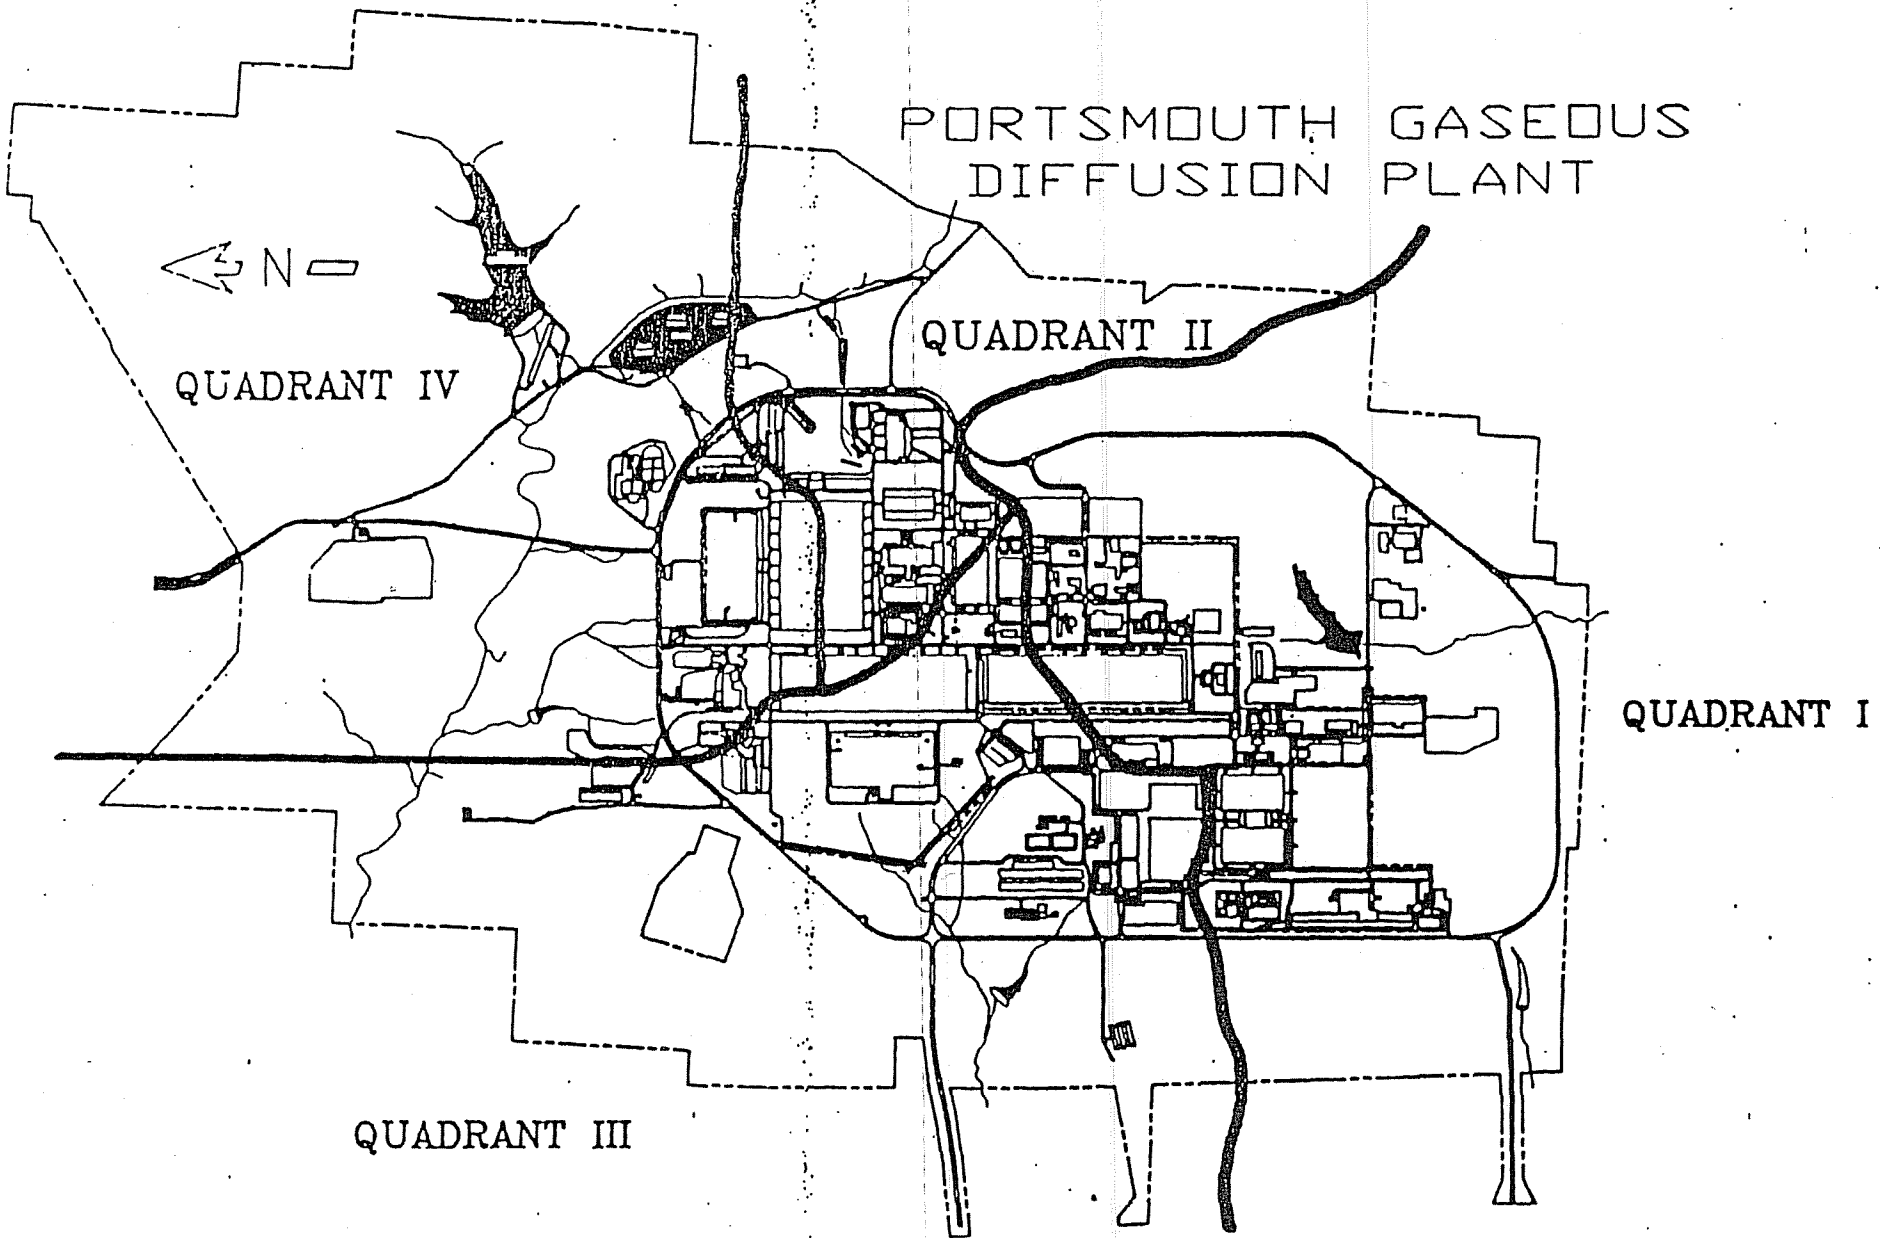 PORTSMOUTH GASEOUS
DIFFUSION PLANT
N
QUADRANT II
QUADRANT IV
QUADRANT I
QUADRANT III